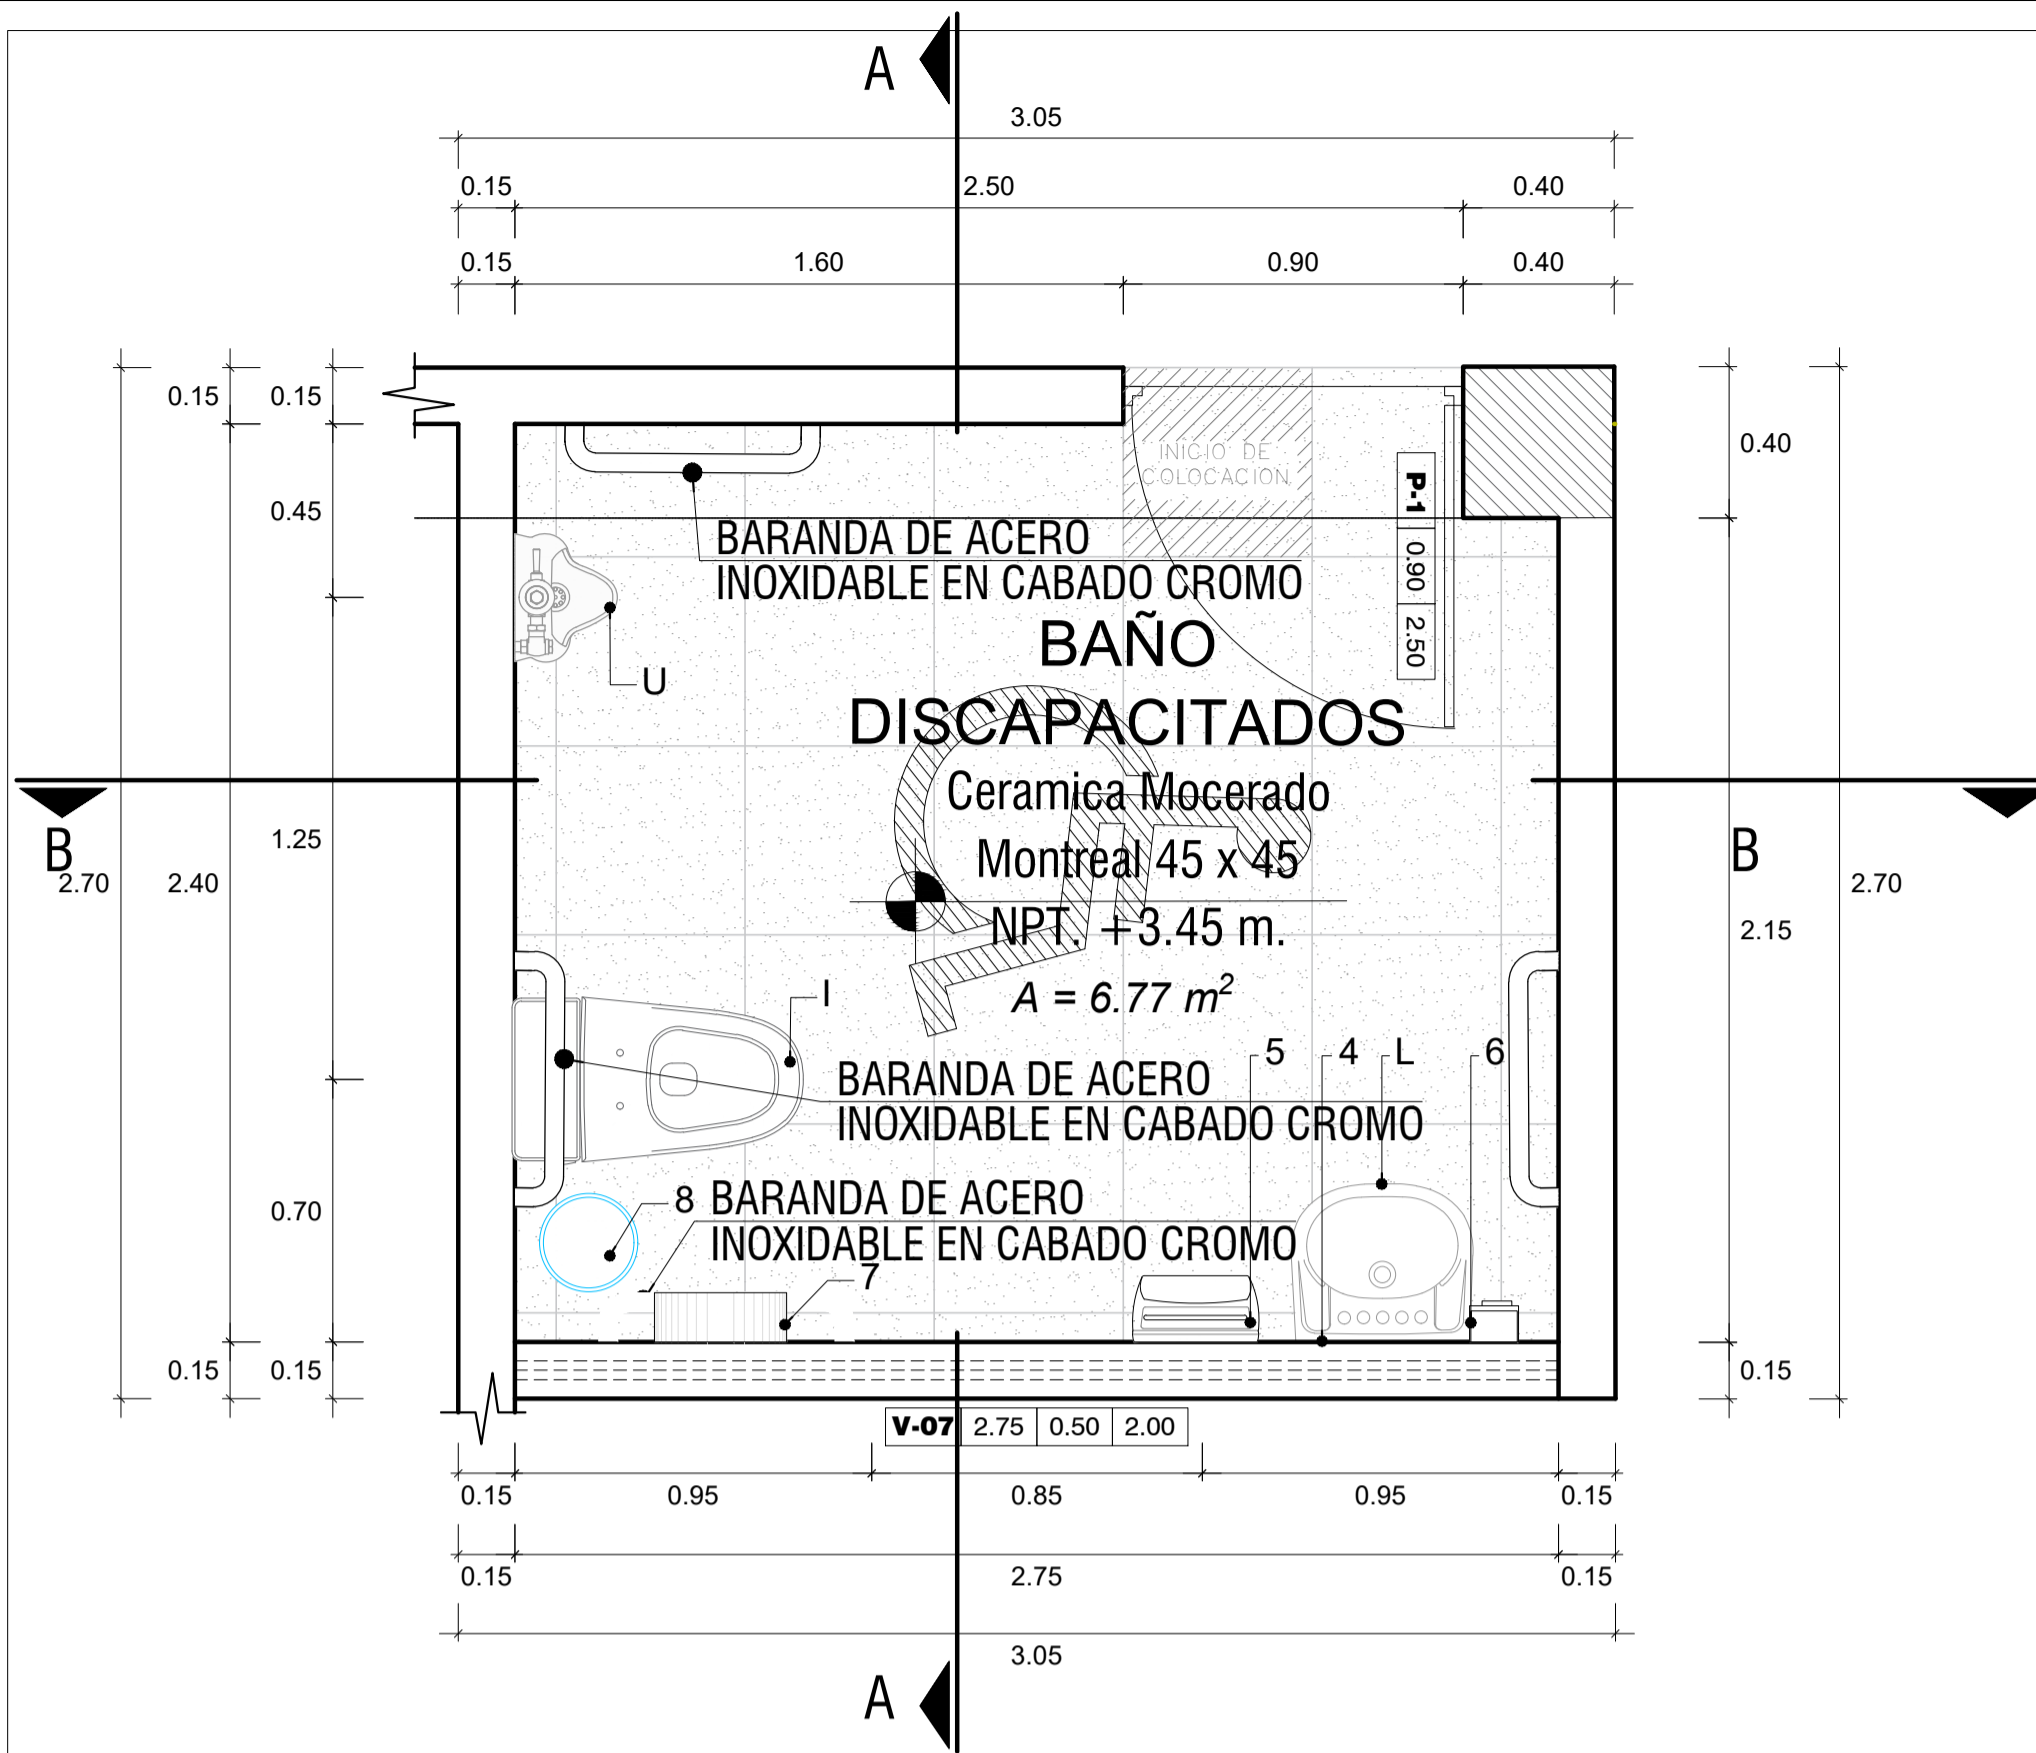 A
3.05
0.15 2.50 0.40
0.15 1.60 0.90 0.40
0.15 0.15
0.40
INICIO DE
COLOCACION
P-1 0.90 2.50
0.45
BARANDA DE ACERO
INOXIDABLE EN CABADO CROMO
BAÑO
U
DISCAPACITADOS
Ceramica Mocerado
Montreal 45 x 45
B
1.25
B
2.70 2.40
2.70
NPT. +3.45 m.
2.15
A = 6.77 m²
I
5 4 L 6
BARANDA DE ACERO
INOXIDABLE EN CABADO CROMO
8 BARANDA DE ACERO
INOXIDABLE EN CABADO CROMO
0.70
7
0.15 0.15
0.15
V-07 2.75 0.50 2.00
0.15 0.95 0.85 0.95 0.15
0.15 2.75 0.15
3.05
A